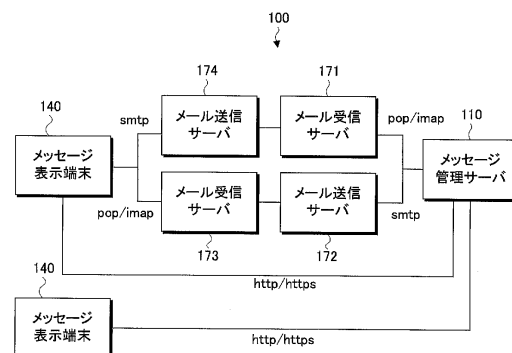 100
174
171
140
smtp
メール送信
サーバ
メール受信
サーバ
pop/imap
110
メッセージ
表示端末
メッセージ
管理サーバ
メール受信
サーバ
メール送信
サーバ
pop/imap
smtp
173
172
http/https
140
メッセージ
表示端末
http/https